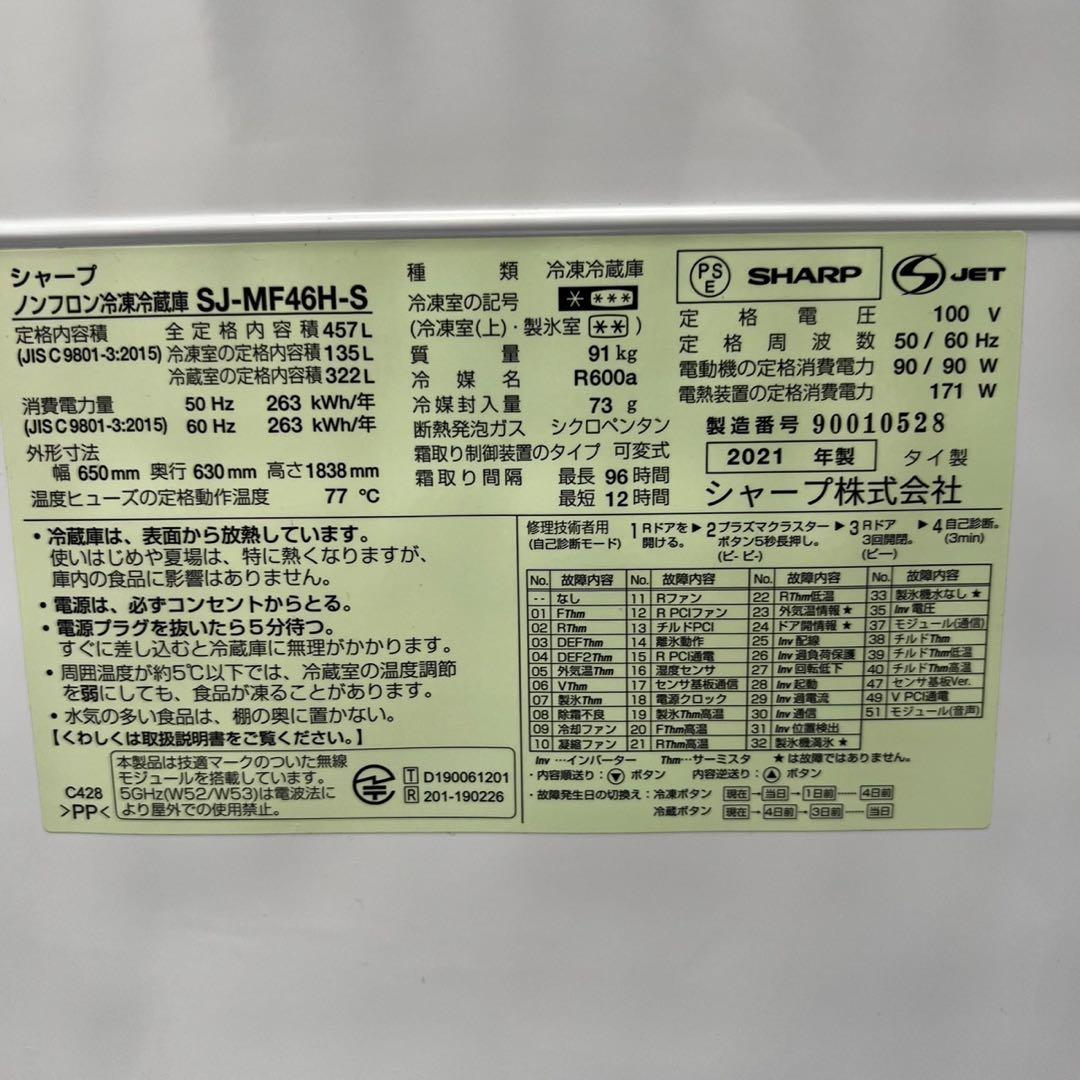 シャープ
ノンフロン冷凍冷蔵庫 SJ-MF46H-S
定格内容積 全定格内容積 457L
(JIS C 9801-3:2015) 冷凍室の定格内容積 135L
冷蔵室の定格内容積 322L
消費電力量 50 Hz 263 kWh/年
(JIS C 9801-3:2015) 60 Hz 263 kWh/年
外形寸法
幅 650mm 奥行 630mm 高さ1838mm
温度ヒューズの定格動作温度 77 ℃
種類 冷凍冷蔵庫
冷凍室の記号 * ***
(冷凍室(上)・製氷室 ** )
質量 91kg
冷媒名 R600a
冷媒封入量 73 g
断熱発泡ガス シクロペンタン
霜取り制御装置のタイプ 可変式
霜取り間隔 最長 96時間
最短 12時間
PSE SHARP S JET
定格電圧 100 V
定格周波数 50/60 Hz
電動機の定格消費電力 90/90 W
電熱装置の定格消費電力 171 W
製造番号 90010528
2021 年製 タイ製
シャープ株式会社
・冷蔵庫は、表面から放熱しています。
使いはじめや夏場は、特に熱くなりますが、
庫内の食品に影響はありません。
・電源は、必ずコンセントからとる。
・電源プラグを抜いたら5分待つ。
すぐに差し込むと冷蔵庫に無理がかかります。
・周囲温度が約5℃以下では、冷蔵室の温度調節
を弱にしても、食品が凍ることがあります。
・水気の多い食品は、棚の奥に置かない。
【くわしくは取扱説明書をご覧ください。】
C428
>PP<
本製品は技適マークのついた無線
モジュールを搭載しています。
5GHz(W52/W53)は電波法に
より屋外での使用禁止。
T D190061201
R 201-190226
修理技術者用 1 Rドアを ▶ 2 プラズマクラスター ▶ 3 Rドア ▶ 4 自己診断。
(自己診断モード) 開ける。 ボタン5秒長押し。 3回開閉。 (3min)
(ピー ピー) (ピー)
No. 故障内容 No. 故障内容 No. 故障内容 No. 故障内容
-- なし 11 Rファン 22 RThm低温 33 製氷機水なし ★
01 FThm 12 R PCIファン 23 外気温情報 ★ 35 Inv 電圧
02 RThm 13 チルドPCI 24 ドア開情報 ★ 37 モジュール(通信)
03 DEFThm 14 離氷動作 25 Inv 配線 38 チルドThm
04 DEF2Thm 15 R PCI通電 26 Inv 過負荷保護 39 チルドThm低温
05 外気温Thm 16 湿度センサ 27 Inv 回転低下 40 チルドThm高温
06 VThm 17 センサ基板通信 28 Inv 起動 47 センサ基板Ver.
07 製氷Thm 18 電源クロック 29 Inv 過電流 49 V PCI通電
08 除霜不良 19 製氷Thm高温 30 Inv 通信 51 モジュール(音声)
09 冷却ファン 20 FThm高温 31 Inv 位置検出
10 凝縮ファン 21 RThm高温 32 製氷機満氷 ★
Inv …インバーター Thm…サーミスタ ★は故障ではありません。
・内容順送り:▼ ボタン 内容逆送り:▲ ボタン
・故障発生日の切換え:冷凍ボタン 現在→当日→1日前……4日前
冷蔵ボタン 現在→4日前→3日前……当日